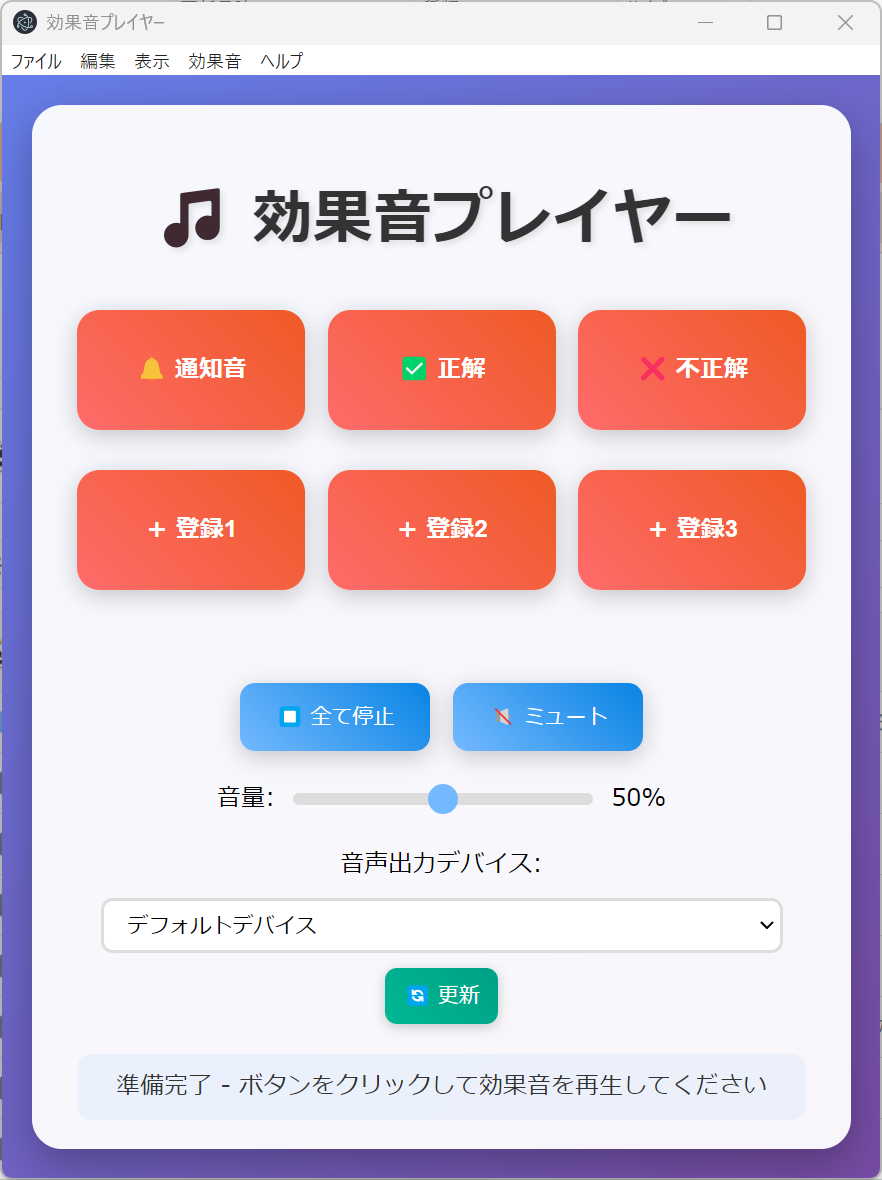 効果音プレイヤー
ファイル 編集 表示 効果音 ヘルプ
効果音プレイヤー
通知音 正解 不正解
+ 登録1 + 登録2 + 登録3
全て停止 ミュート
音量: 50%
音声出力デバイス:
デフォルトデバイス
更新
準備完了 - ボタンをクリックして効果音を再生してください